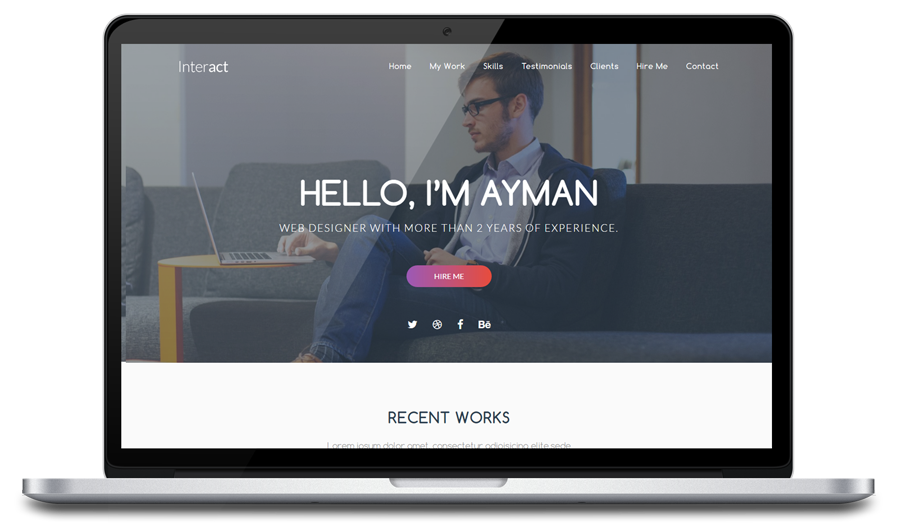 Interact
Home My Work Skills Testimonials Clients Hire Me Contact
HELLO, I'M AYMAN
WEB DESIGNER WITH MORE THAN 2 YEARS OF EXPERIENCE.
HIRE ME
Bē
RECENT WORKS
Lorem ipsum dolor amet, consectetur adipisicing elite sede